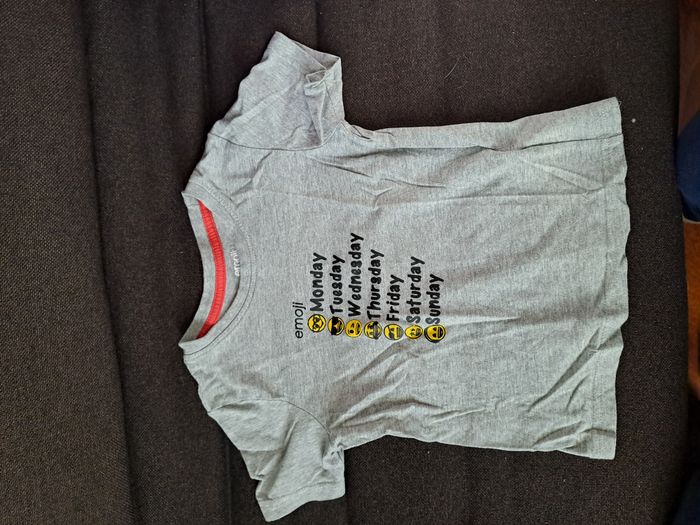 emoji
Monday
Tuesday
Wednesday
Thursday
Friday
Saturday
Sunday